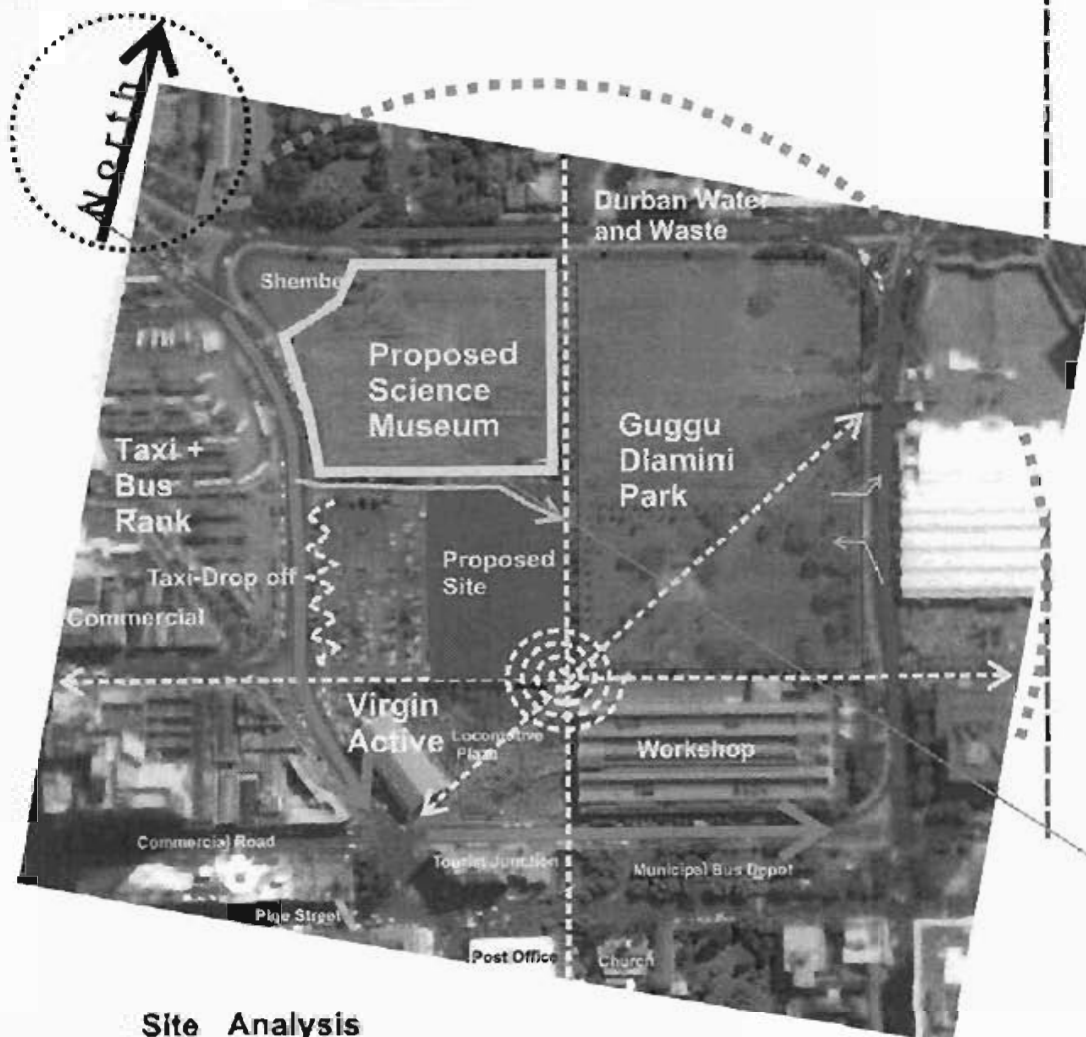 North
Durban Water
and Waste
Shembe
Proposed
Science
Museum
Guggu
Dlamini
Park
Taxi +
Bus
Rank
Proposed
Site
Taxi-Drop off
Commercial
Virgin
Active
Locomotive
Plaza
Workshop
Commercial Road
Tourist Junction
Municipal Bus Depot
Pine Street
Post Office
Church
Site Analysis